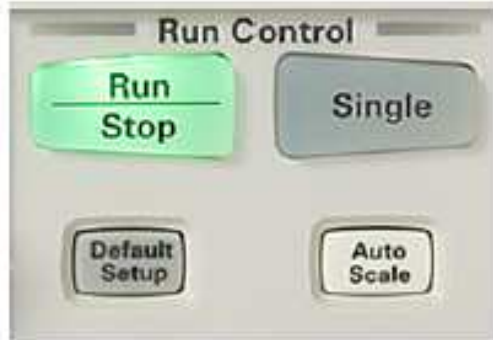 Run Control
Run
Stop
Single
Default
Setup
Auto
Scale